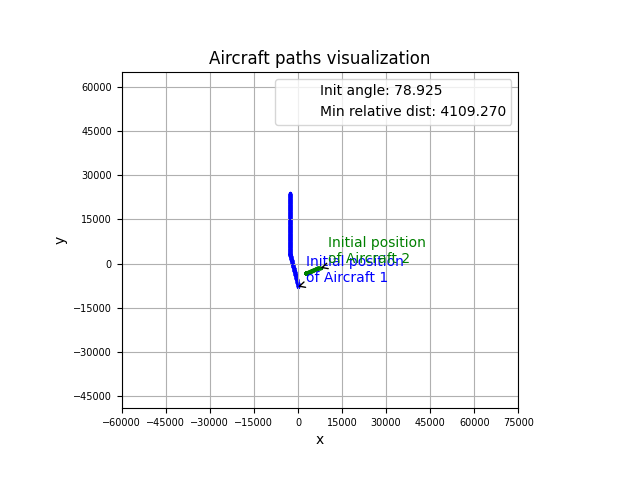 Aircraft paths visualization
Init angle: 78.925
Min relative dist: 4109.270
60000
45000
30000
15000
0
−15000
−30000
−45000
y
Initial position
of Aircraft 2
Initial position
of Aircraft 1
−60000 −45000 −30000 −15000 0 15000 30000 45000 60000 75000
x